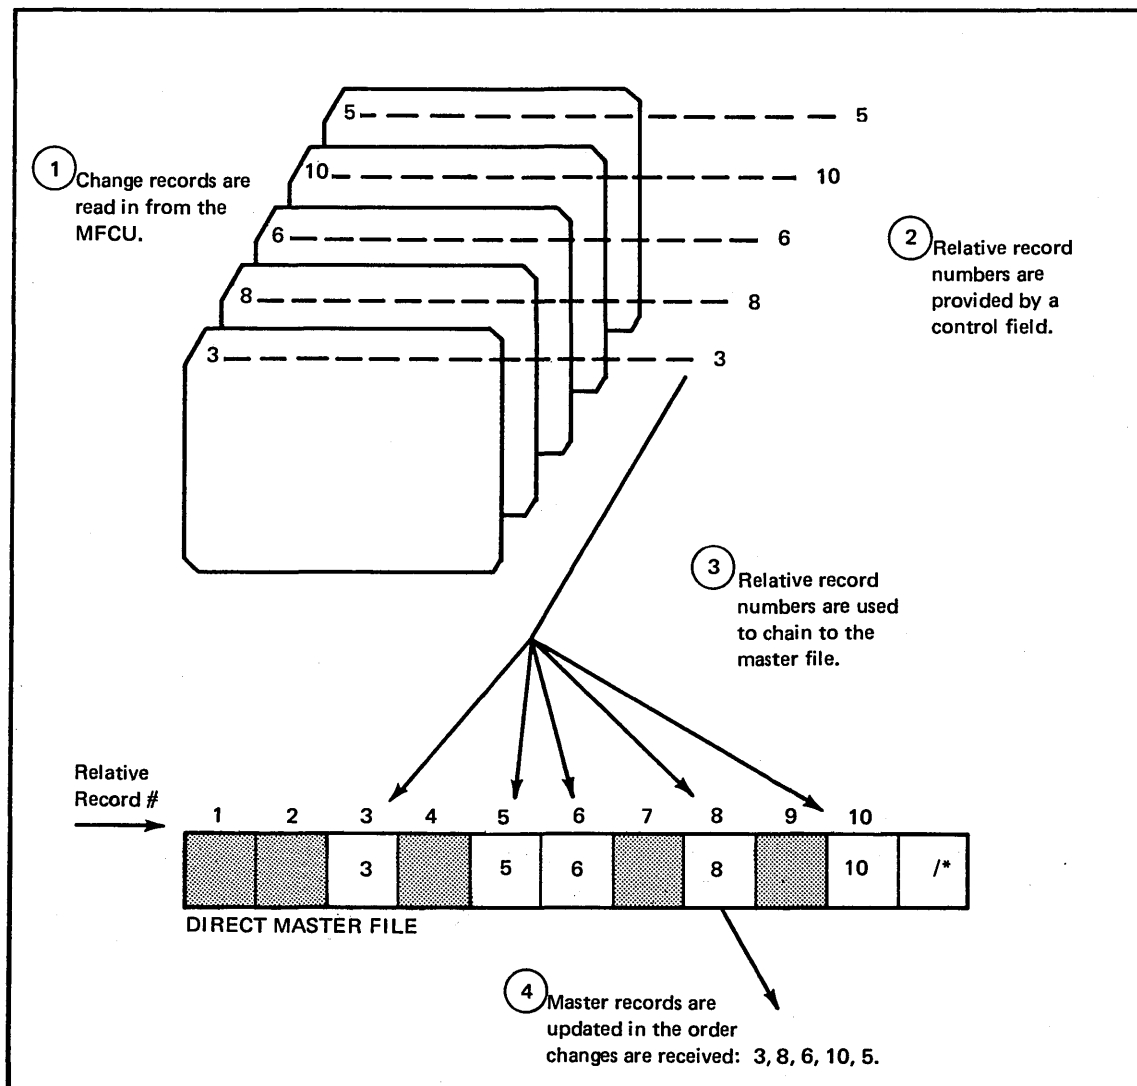 5 5
10 10
1 Change records are
read in from the
MFCU.
6 6
2 Relative record
numbers are
provided by a
control field.
8 8
3 3
3 Relative record
numbers are used
to chain to the
master file.
Relative
Record #
1 2 3 4 5 6 7 8 9 10
3 5 6 8 10 /*
DIRECT MASTER FILE
4 Master records are
updated in the order
changes are received: 3, 8, 6, 10, 5.